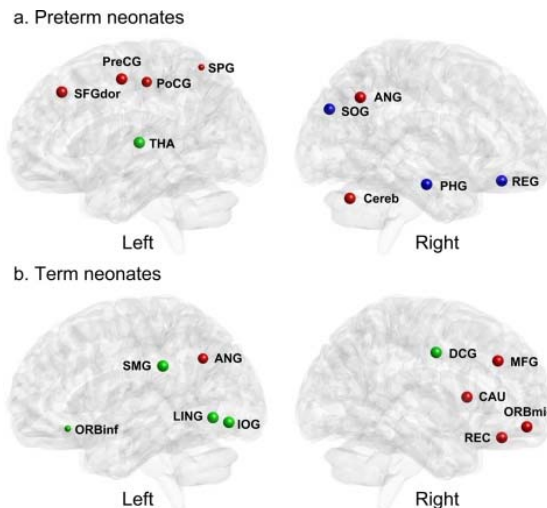 a. Preterm neonates
PreCG
SPG
PoCG
SFGdor
THA
ANG
SOG
PHG
REG
Cereb
Left
Right
b. Term neonates
SMG
ANG
LING
IOG
ORBinf
DCG
MFG
CAU
ORBmi
REC
Left
Right